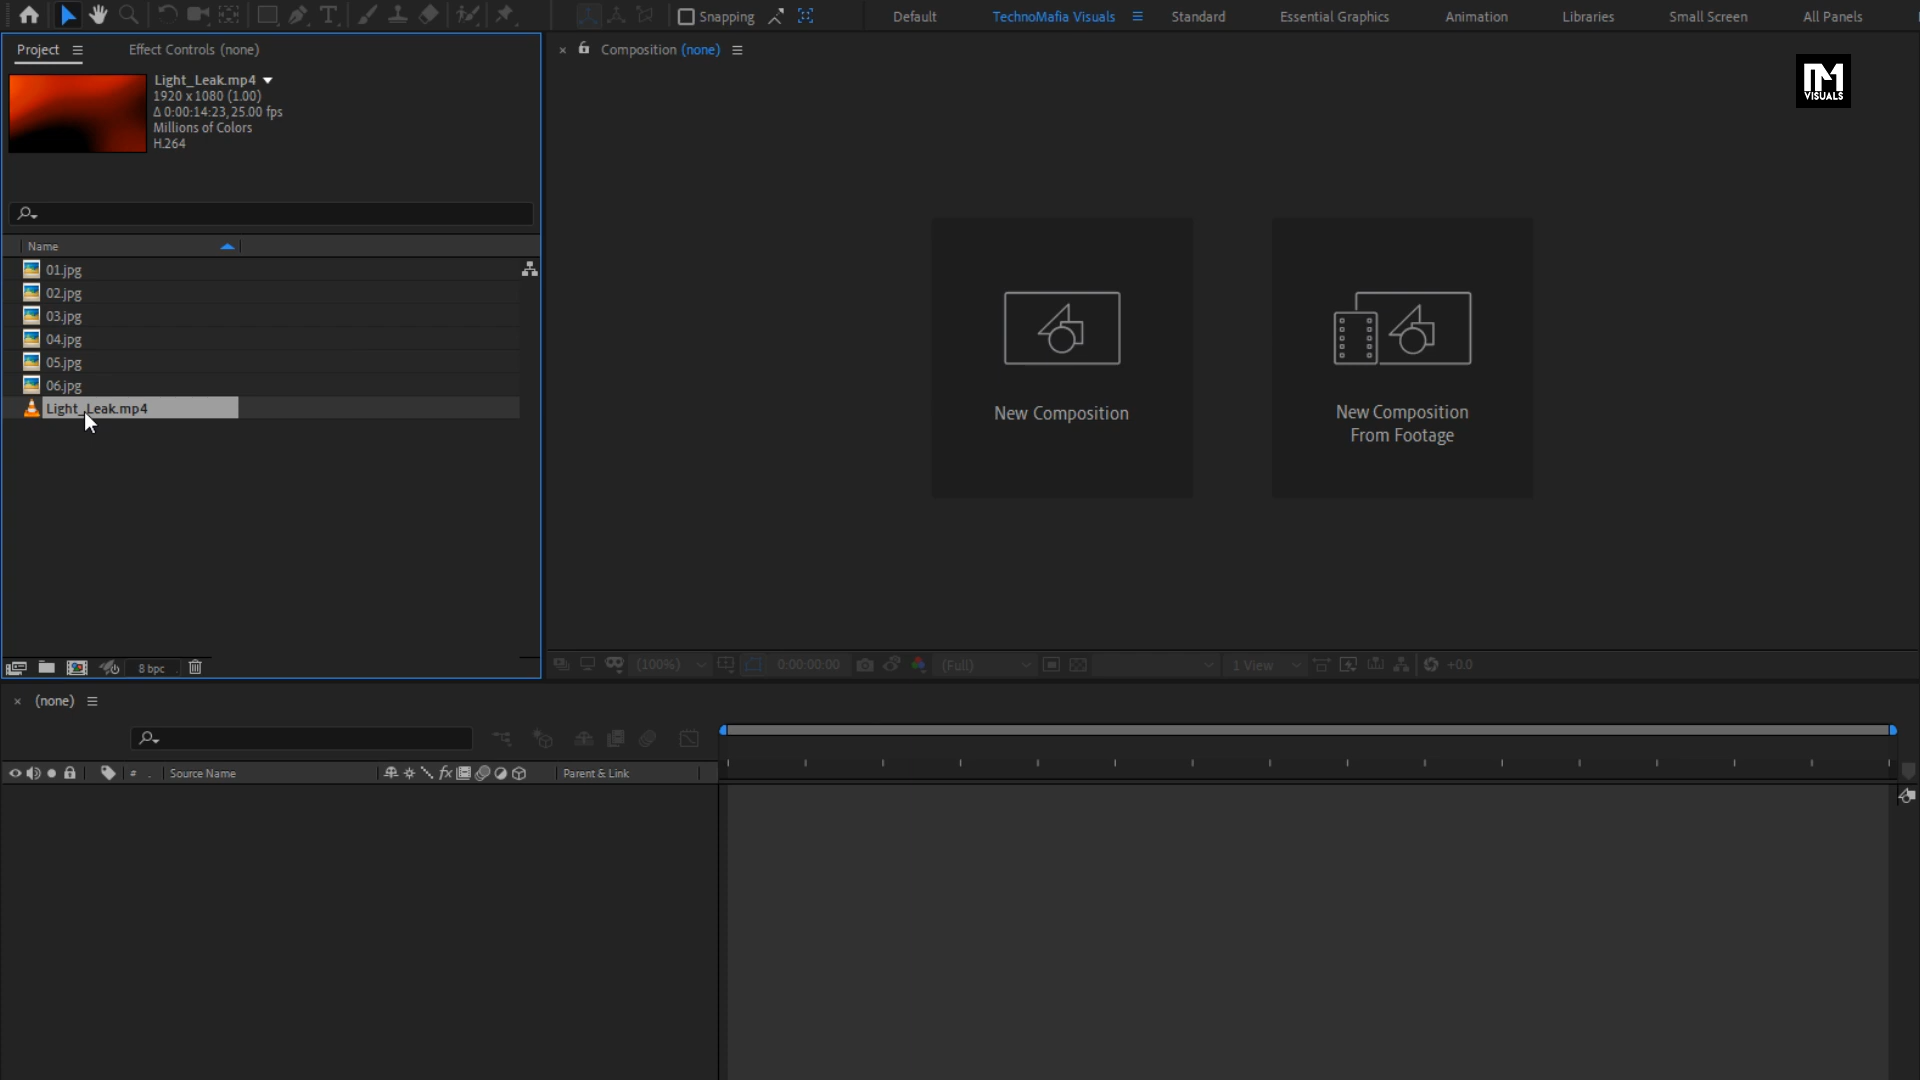 Snapping
Default
TechnoMafia Visuals
Standard
Essential Graphics
Animation
Libraries
Small Screen
All Panels
Project
Effect Controls (none)
Composition (none)
Light_Leak.mp4
1920 x 1080 (1.00)
Δ 0:00:14:23, 25.00 fps
Millions of Colors
H.264
TM
VISUALS
Name
01.jpg
02.jpg
03.jpg
04.jpg
05.jpg
06.jpg
Light_Leak.mp4
New Composition
New Composition
From Footage
8 bpc
(100%)
0:00:00:00
(Full)
1 View
+0.0
(none)
#
Source Name
fx
Parent & Link